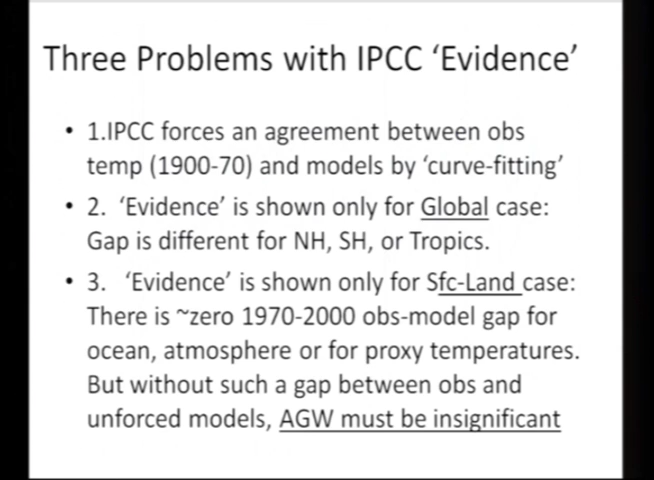 Three Problems with IPCC ‘Evidence’
• 1.IPCC forces an agreement between obs
temp (1900-70) and models by ‘curve-fitting’
• 2. ‘Evidence’ is shown only for Global case:
Gap is different for NH, SH, or Tropics.
• 3. ‘Evidence’ is shown only for Sfc-Land case:
There is ~zero 1970-2000 obs-model gap for
ocean, atmosphere or for proxy temperatures.
But without such a gap between obs and
unforced models, AGW must be insignificant